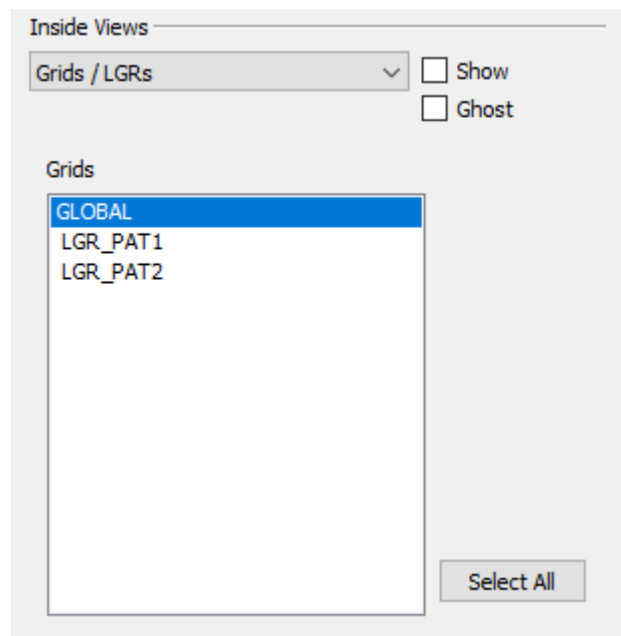 Inside Views
Grids / LGRs
Show
Ghost
Grids
GLOBAL
LGR_PAT1
LGR_PAT2
Select All